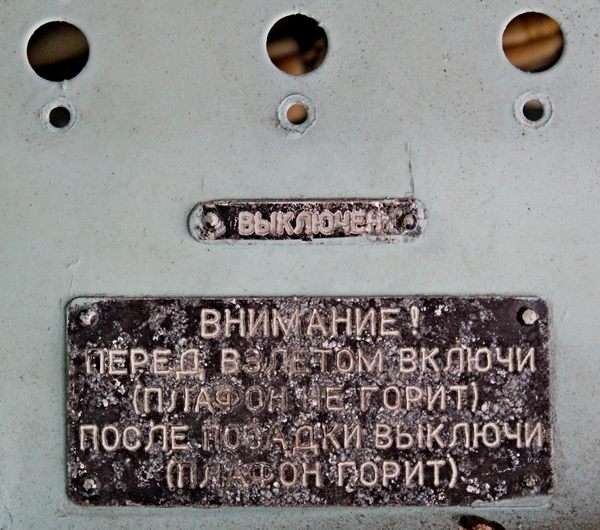 ВЫКЛЮЧЕН
ВНИМАНИЕ!
ПЕРЕД ВЗЛЕТОМ ВКЛЮЧИ
(ПЛАФОН НЕ ГОРИТ)
ПОСЛЕ ПОСАДКИ ВЫКЛЮЧИ
(ПЛАФОН ГОРИТ)